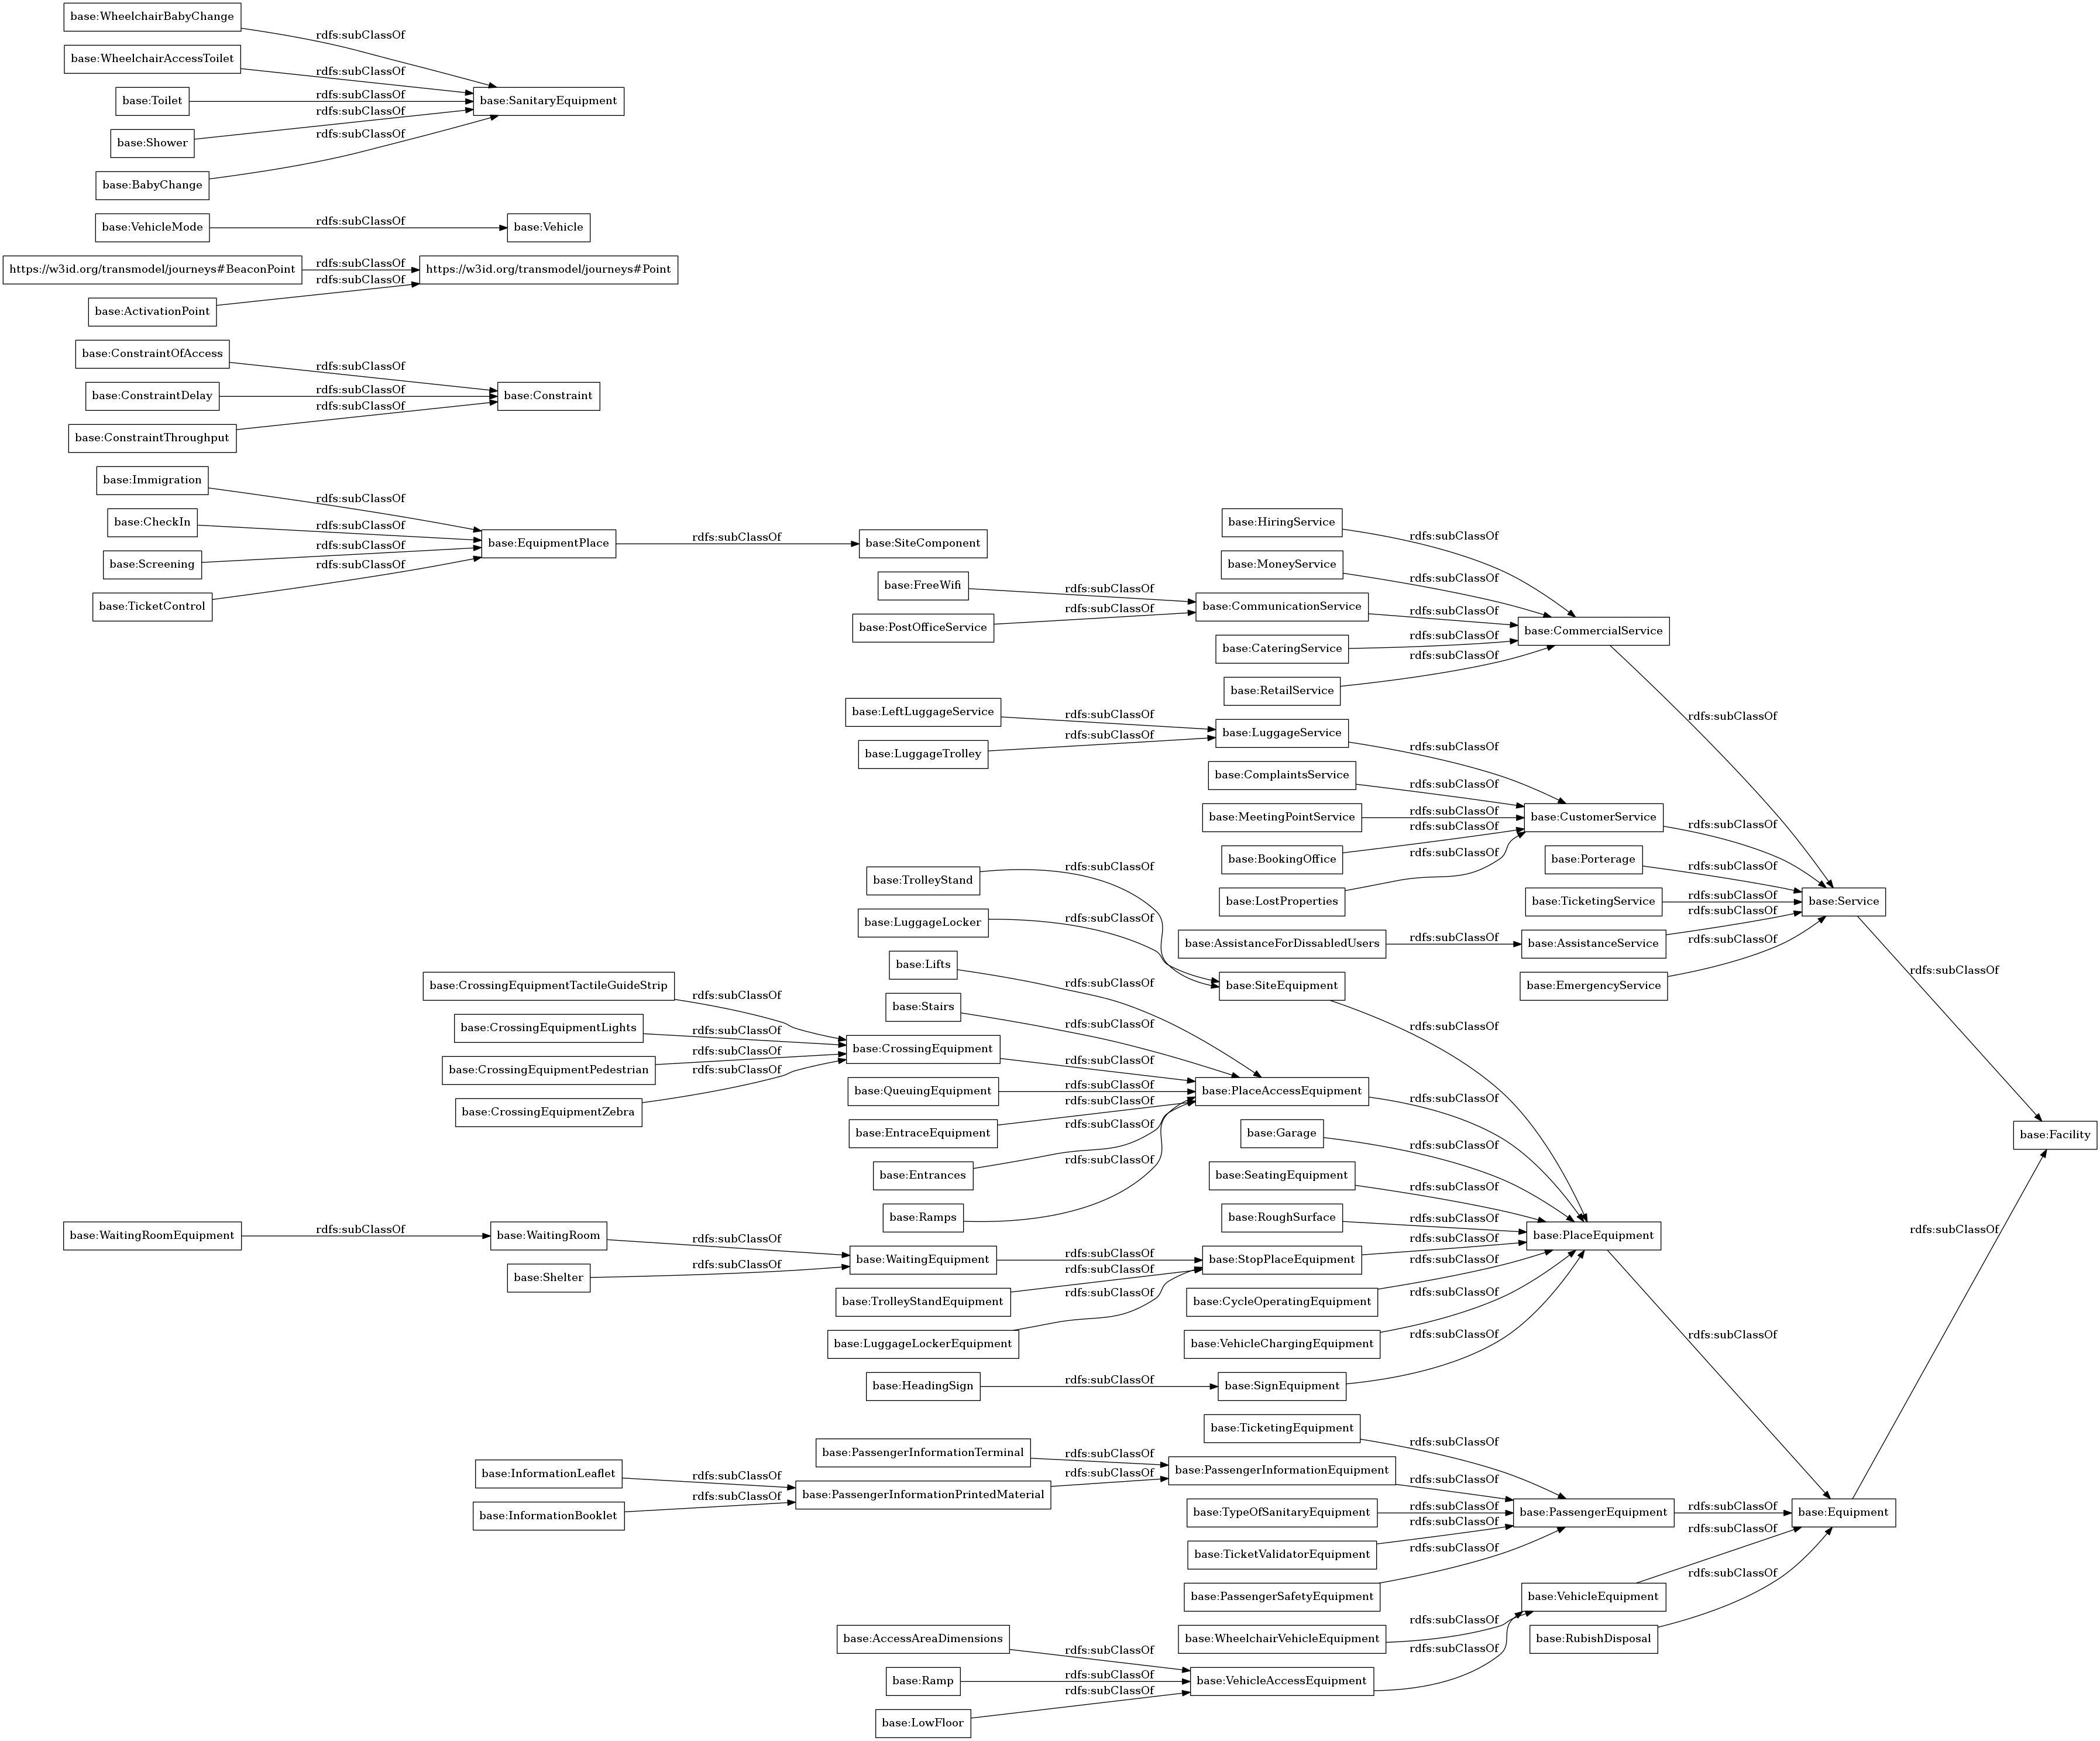 base:WheelchairBabyChange
rdfs:subClassOf
base:WheelchairAccessToilet
rdfs:subClassOf
base:Toilet
rdfs:subClassOf
base:SanitaryEquipment
rdfs:subClassOf
base:Shower
rdfs:subClassOf
base:BabyChange
base:VehicleMode
rdfs:subClassOf
base:Vehicle
https://w3id.org/transmodel/journeys#BeaconPoint
rdfs:subClassOf
https://w3id.org/transmodel/journeys#Point
rdfs:subClassOf
base:ActivationPoint
base:ConstraintOfAccess
rdfs:subClassOf
base:ConstraintDelay
rdfs:subClassOf
base:Constraint
rdfs:subClassOf
base:ConstraintThroughput
base:Immigration
rdfs:subClassOf
base:CheckIn
rdfs:subClassOf
base:EquipmentPlace
rdfs:subClassOf
base:SiteComponent
rdfs:subClassOf
base:Screening
rdfs:subClassOf
base:TicketControl
base:HiringService
rdfs:subClassOf
base:MoneyService
rdfs:subClassOf
base:FreeWifi
rdfs:subClassOf
base:CommunicationService
rdfs:subClassOf
base:PostOfficeService
rdfs:subClassOf
base:CommercialService
base:CateringService
rdfs:subClassOf
base:RetailService
rdfs:subClassOf
rdfs:subClassOf
base:LeftLuggageService
rdfs:subClassOf
base:LuggageService
rdfs:subClassOf
base:LuggageTrolley
rdfs:subClassOf
base:ComplaintsService
rdfs:subClassOf
base:MeetingPointService
rdfs:subClassOf
base:CustomerService
rdfs:subClassOf
base:BookingOffice
rdfs:subClassOf
base:LostProperties
rdfs:subClassOf
base:Porterage
rdfs:subClassOf
base:TicketingService
rdfs:subClassOf
base:Service
base:AssistanceForDissabledUsers
rdfs:subClassOf
base:AssistanceService
rdfs:subClassOf
base:EmergencyService
rdfs:subClassOf
rdfs:subClassOf
base:TrolleyStand
rdfs:subClassOf
base:LuggageLocker
rdfs:subClassOf
base:SiteEquipment
rdfs:subClassOf
base:Lifts
rdfs:subClassOf
base:Stairs
rdfs:subClassOf
base:CrossingEquipmentTactileGuideStrip
rdfs:subClassOf
base:CrossingEquipmentLights
rdfs:subClassOf
base:CrossingEquipment
rdfs:subClassOf
base:CrossingEquipmentPedestrian
rdfs:subClassOf
base:CrossingEquipmentZebra
rdfs:subClassOf
base:QueuingEquipment
rdfs:subClassOf
base:PlaceAccessEquipment
rdfs:subClassOf
base:EntraceEquipment
rdfs:subClassOf
base:Entrances
rdfs:subClassOf
base:Ramps
rdfs:subClassOf
base:Garage
rdfs:subClassOf
base:Facility
base:SeatingEquipment
rdfs:subClassOf
base:RoughSurface
rdfs:subClassOf
base:PlaceEquipment
rdfs:subClassOf
base:WaitingRoomEquipment
rdfs:subClassOf
base:WaitingRoom
rdfs:subClassOf
base:Shelter
rdfs:subClassOf
base:WaitingEquipment
rdfs:subClassOf
base:StopPlaceEquipment
rdfs:subClassOf
base:TrolleyStandEquipment
rdfs:subClassOf
base:CycleOperatingEquipment
rdfs:subClassOf
base:LuggageLockerEquipment
rdfs:subClassOf
base:VehicleChargingEquipment
rdfs:subClassOf
base:HeadingSign
rdfs:subClassOf
base:SignEquipment
rdfs:subClassOf
rdfs:subClassOf
base:TicketingEquipment
rdfs:subClassOf
base:PassengerInformationTerminal
rdfs:subClassOf
base:InformationLeaflet
rdfs:subClassOf
base:PassengerInformationPrintedMaterial
rdfs:subClassOf
base:PassengerInformationEquipment
rdfs:subClassOf
base:InformationBooklet
rdfs:subClassOf
base:TypeOfSanitaryEquipment
rdfs:subClassOf
base:PassengerEquipment
rdfs:subClassOf
base:Equipment
base:TicketValidatorEquipment
rdfs:subClassOf
base:PassengerSafetyEquipment
rdfs:subClassOf
base:VehicleEquipment
rdfs:subClassOf
base:WheelchairVehicleEquipment
rdfs:subClassOf
base:RubishDisposal
rdfs:subClassOf
base:AccessAreaDimensions
rdfs:subClassOf
base:Ramp
rdfs:subClassOf
base:VehicleAccessEquipment
rdfs:subClassOf
base:LowFloor
rdfs:subClassOf